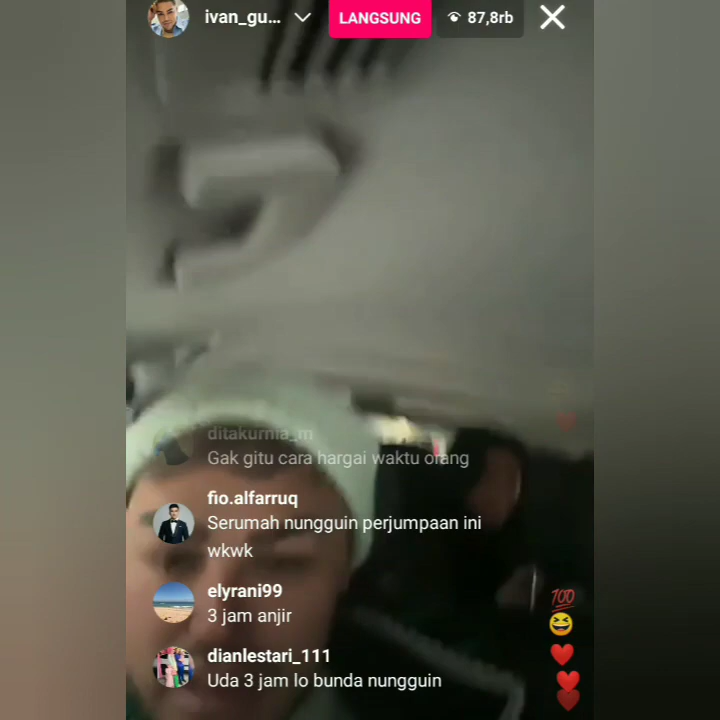 ivan_gu...
LANGSUNG
87,8rb
ditakurnia_m
Gak gitu cara hargai waktu orang
fio.alfarruq
Serumah nungguin perjumpaan ini
wkwk
elyrani99
3 jam anjir
dianlestari_111
Uda 3 jam lo bunda nungguin
100